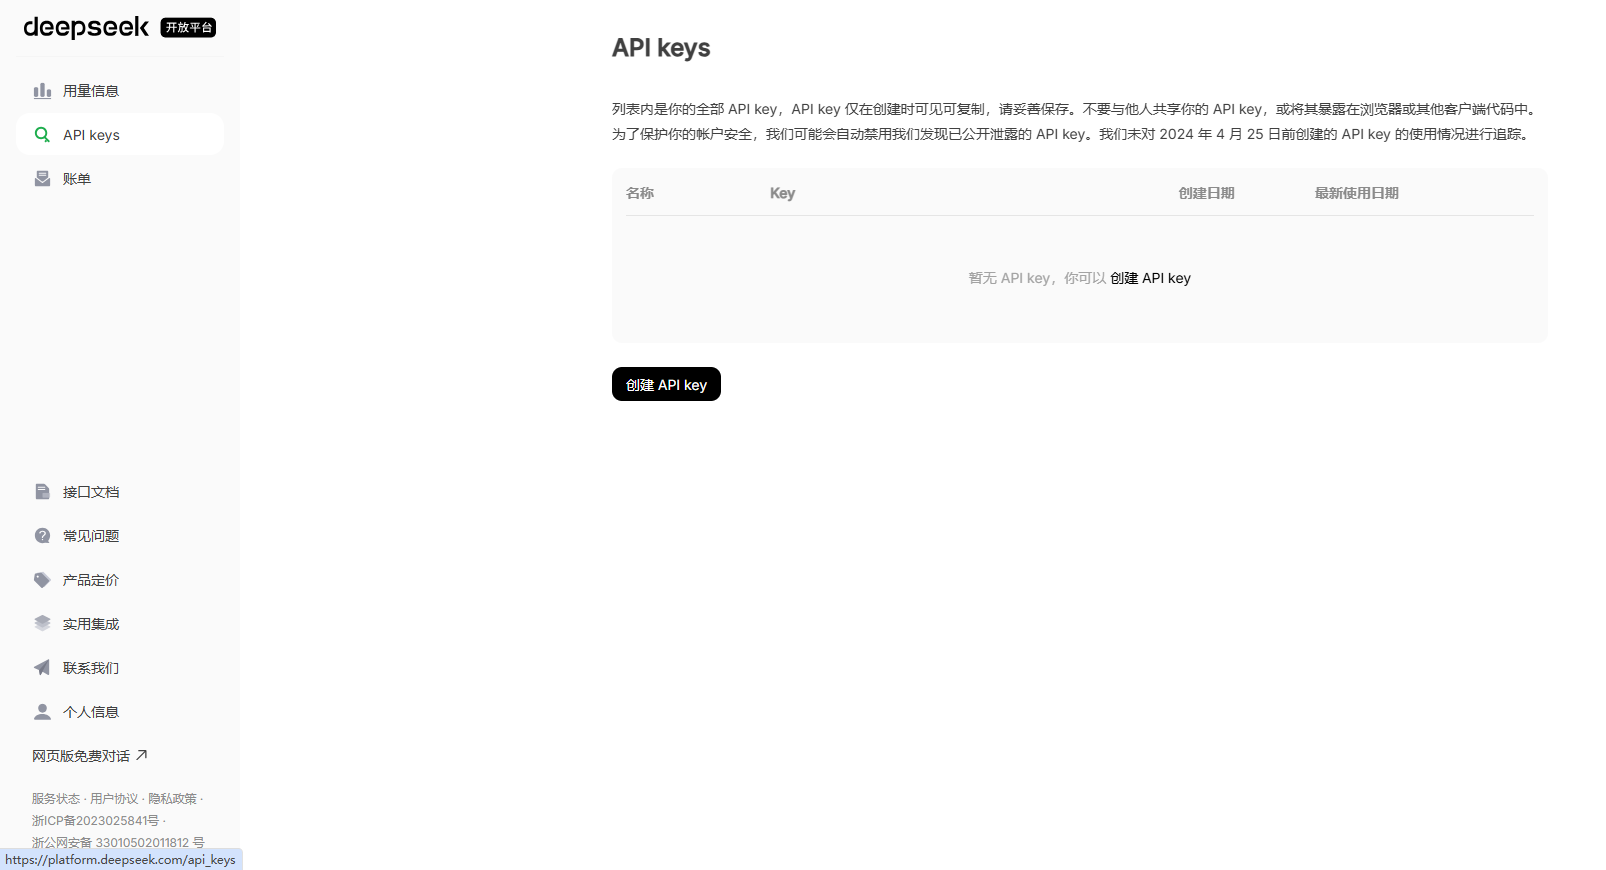 deepseek 开放平台
用量信息
API keys
账单
接口文档
常见问题
产品定价
实用集成
联系我们
个人信息
网页版免费对话
服务状态 · 用户协议 · 隐私政策 ·
浙ICP备2023025841号 ·
浙公网安备 33010502011812 号
https://platform.deepseek.com/api_keys
API keys
列表内是你的全部 API key，API key 仅在创建时可见可复制，请妥善保存。不要与他人共享你的 API key，或将其暴露在浏览器或其他客户端代码中。
为了保护你的帐户安全，我们可能会自动禁用我们发现已公开泄露的 API key。我们未对 2024 年 4 月 25 日前创建的 API key 的使用情况进行追踪。
名称 Key 创建日期 最新使用日期
暂无 API key，你可以 创建 API key
创建 API key